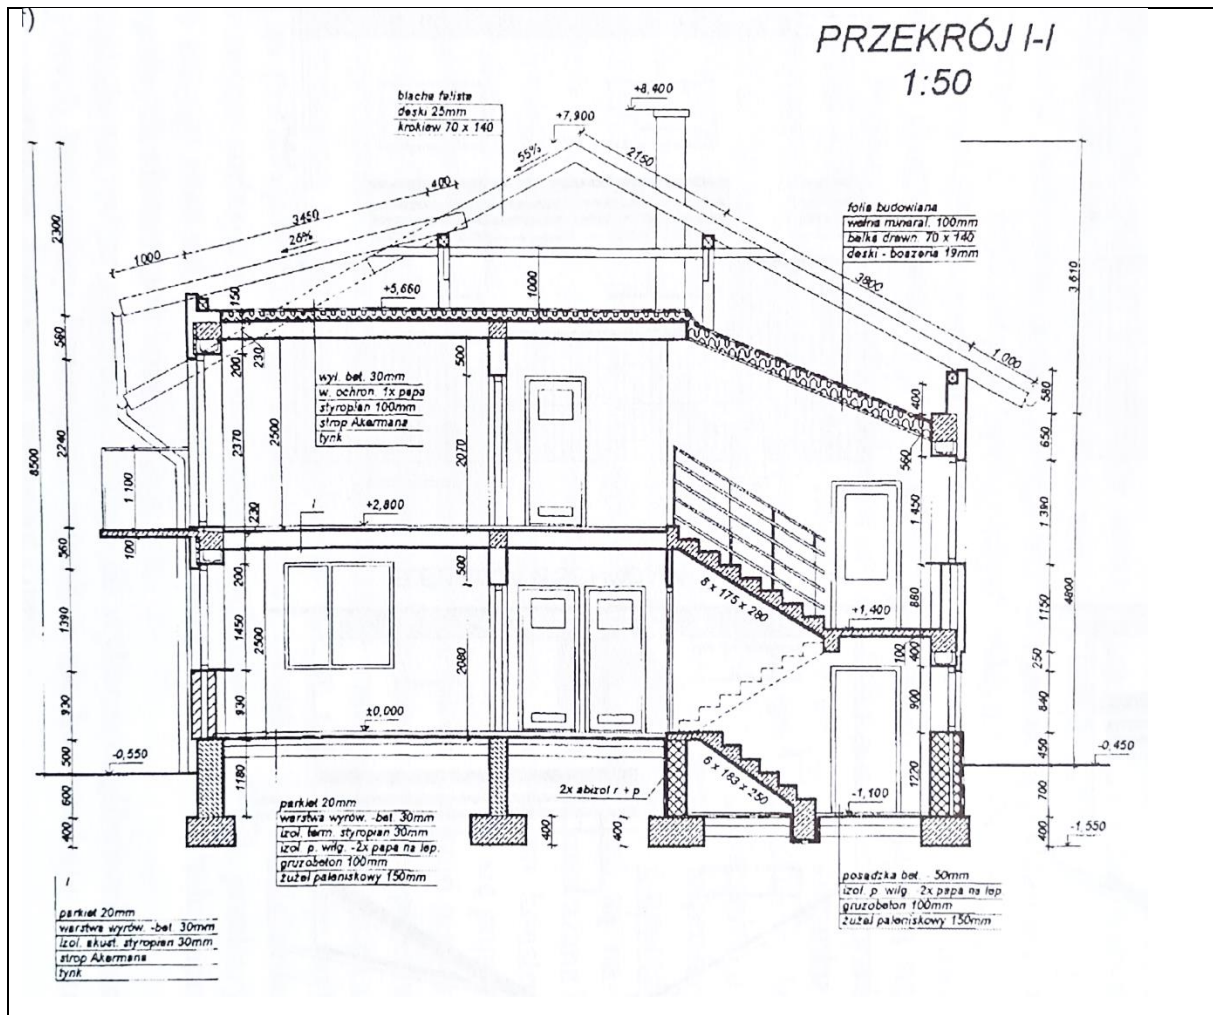 f)
PRZEKRÓJ I-I
1:50
blacha falista
deski 25mm
krokiew 70 x 140
+8,400
+7,900
55%
2150
400
3450
26%
1000
2300
folia budowiana
wełna mineral. 100mm
belka drewn. 70 x 140
deski - boazeria 19mm
3 610
3800
1,000
+5,660
1000
150
560
200
230
500
400
580
wyl. bet. 30mm
w. ochron. 1x papa
styropian 100mm
strop Akermana
tynk
650
560
8500
2240
2370
2500
2070
1 100
1 450
1 390
230
I
+2,800
100
560
200
500
8 x 175 x 280
+1,400
880
1150
4800
1390
1450
2500
2080
100
400
250
930
930
±0,000
900
840
-0,550
500
1180
6 x 183 x 250
1220
450
-0,450
2x abizol r + p
-1,100
600
700
400
400
400
400
-1,550
parkiet 20mm
warstwa wyrów. -bet. 30mm
izol. term. styropian 30mm
izol. p. wilg. -2x papa na lep.
gruzobeton 100mm
żużel paleniskowy 150mm
posadzka bet. - 50mm
izol. p. wilg. -2x papa na lep.
gruzobeton 100mm
żużel paleniskowy 150mm
I
parkiet 20mm
warstwa wyrów. -bet. 30mm
izol. akust. styropian 30mm
strop Akermana
tynk